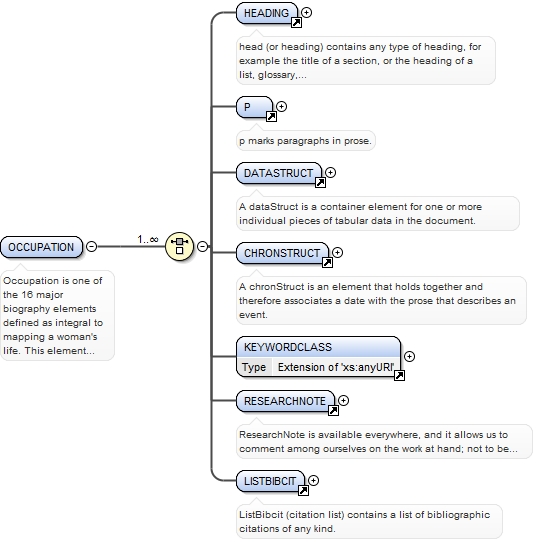 HEADING
head (or heading) contains any type of heading, for
example the title of a section, or the heading of a
list, glossary,...
P
p marks paragraphs in prose.
DATASTRUCT
A dataStruct is a container element for one or more
individual pieces of tabular data in the document.
OCCUPATION
1..∞
Occupation is one of
the 16 major
biography elements
defined as integral to
mapping a woman's
life. This element...
CHRONSTRUCT
A chronStruct is an element that holds together and
therefore associates a date with the prose that describes an
event.
KEYWORDCLASS
Type Extension of 'xs:anyURI'
RESEARCHNOTE
ResearchNote is available everywhere, and it allows us to
comment among ourselves on the work at hand; not to be...
LISTBIBCIT
ListBibcit (citation list) contains a list of bibliographic
citations of any kind.